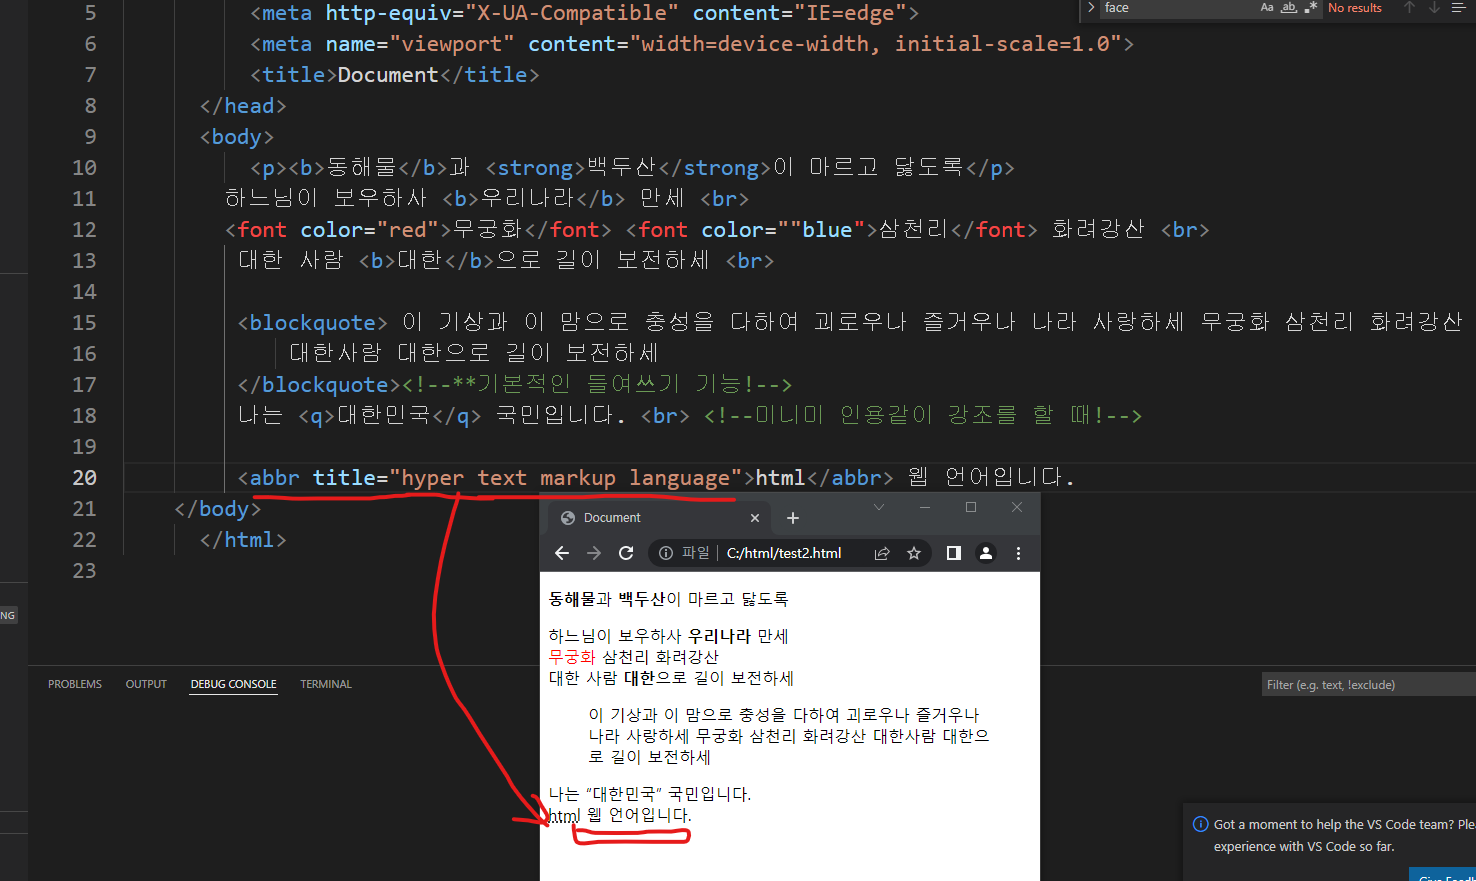 5 <meta http-equiv="X-UA-Compatible" content="IE=edge">
face Aa ab No results
6 <meta name="viewport" content="width=device-width, initial-scale=1.0">
7 <title>Document</title>
8 </head>
9 <body>
10 <p><b>동해물</b>과 <strong>백두산</strong>이 마르고 닳도록</p>
11 하느님이 보우하사 <b>우리나라</b> 만세 <br>
12 <font color="red">무궁화</font> <font color=""blue">삼천리</font> 화려강산 <br>
13 대한 사람 <b>대한</b>으로 길이 보전하세 <br>
14
15 <blockquote> 이 기상과 이 맘으로 충성을 다하여 괴로우나 즐거우나 나라 사랑하세 무궁화 삼천리 화려강산
16 대한사람 대한으로 길이 보전하세
17 </blockquote><!--**기본적인 들여쓰기 기능!-->
18 나는 <q>대한민국</q> 국민입니다. <br> <!--미니미 인용같이 강조를 할 때!-->
19
20 <abbr title="hyper text markup language">html</abbr> 웹 언어입니다.
21 </body>
22 </html>
23
NG
PROBLEMS OUTPUT DEBUG CONSOLE TERMINAL
Filter (e.g. text, !exclude)
Document
파일 C:/html/test2.html
동해물과 백두산이 마르고 닳도록
하느님이 보우하사 우리나라 만세
무궁화 삼천리 화려강산
대한 사람 대한으로 길이 보전하세
이 기상과 이 맘으로 충성을 다하여 괴로우나 즐거우나
나라 사랑하세 무궁화 삼천리 화려강산 대한사람 대한으
로 길이 보전하세
나는 “대한민국” 국민입니다.
html 웹 언어입니다.
Got a moment to help the VS Code team? Ple
experience with VS Code so far.